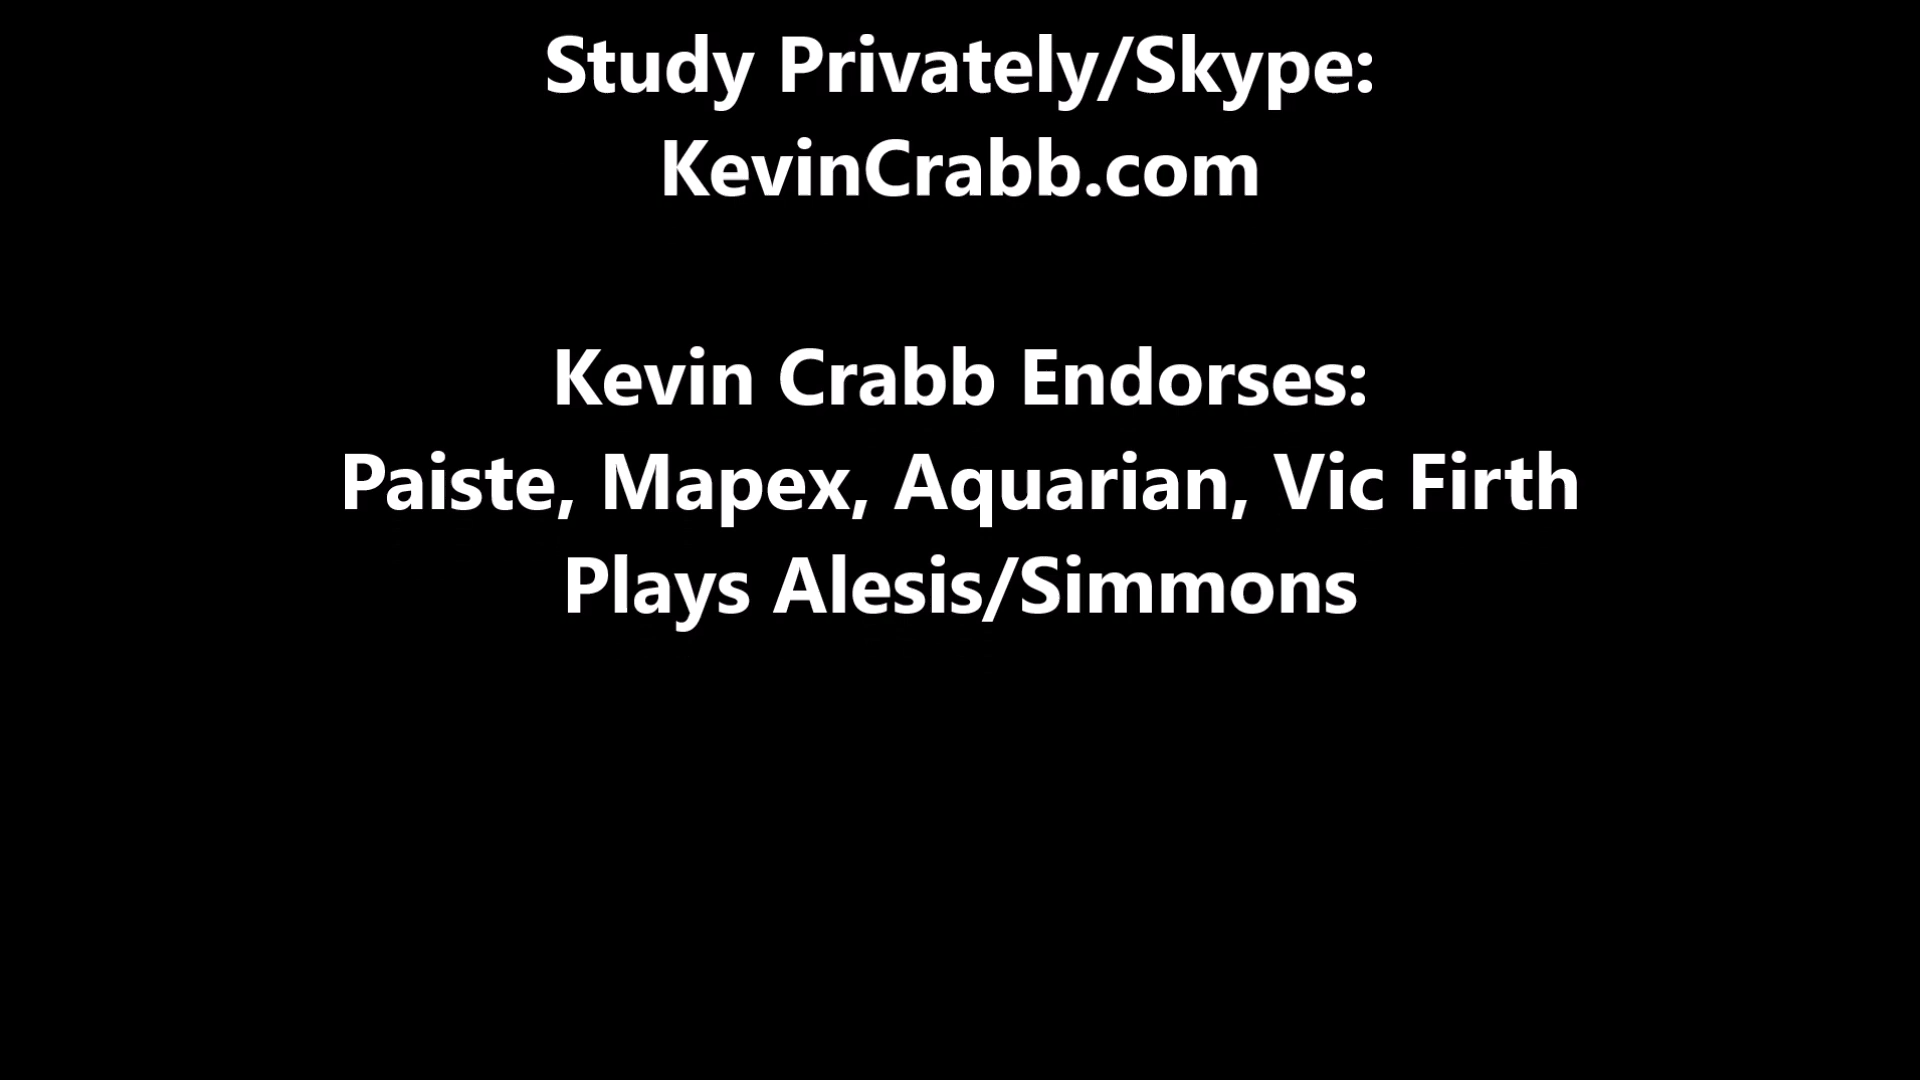 Study Privately/Skype:
KevinCrabb.com
Kevin Crabb Endorses:
Paiste, Mapex, Aquarian, Vic Firth
Plays Alesis/Simmons